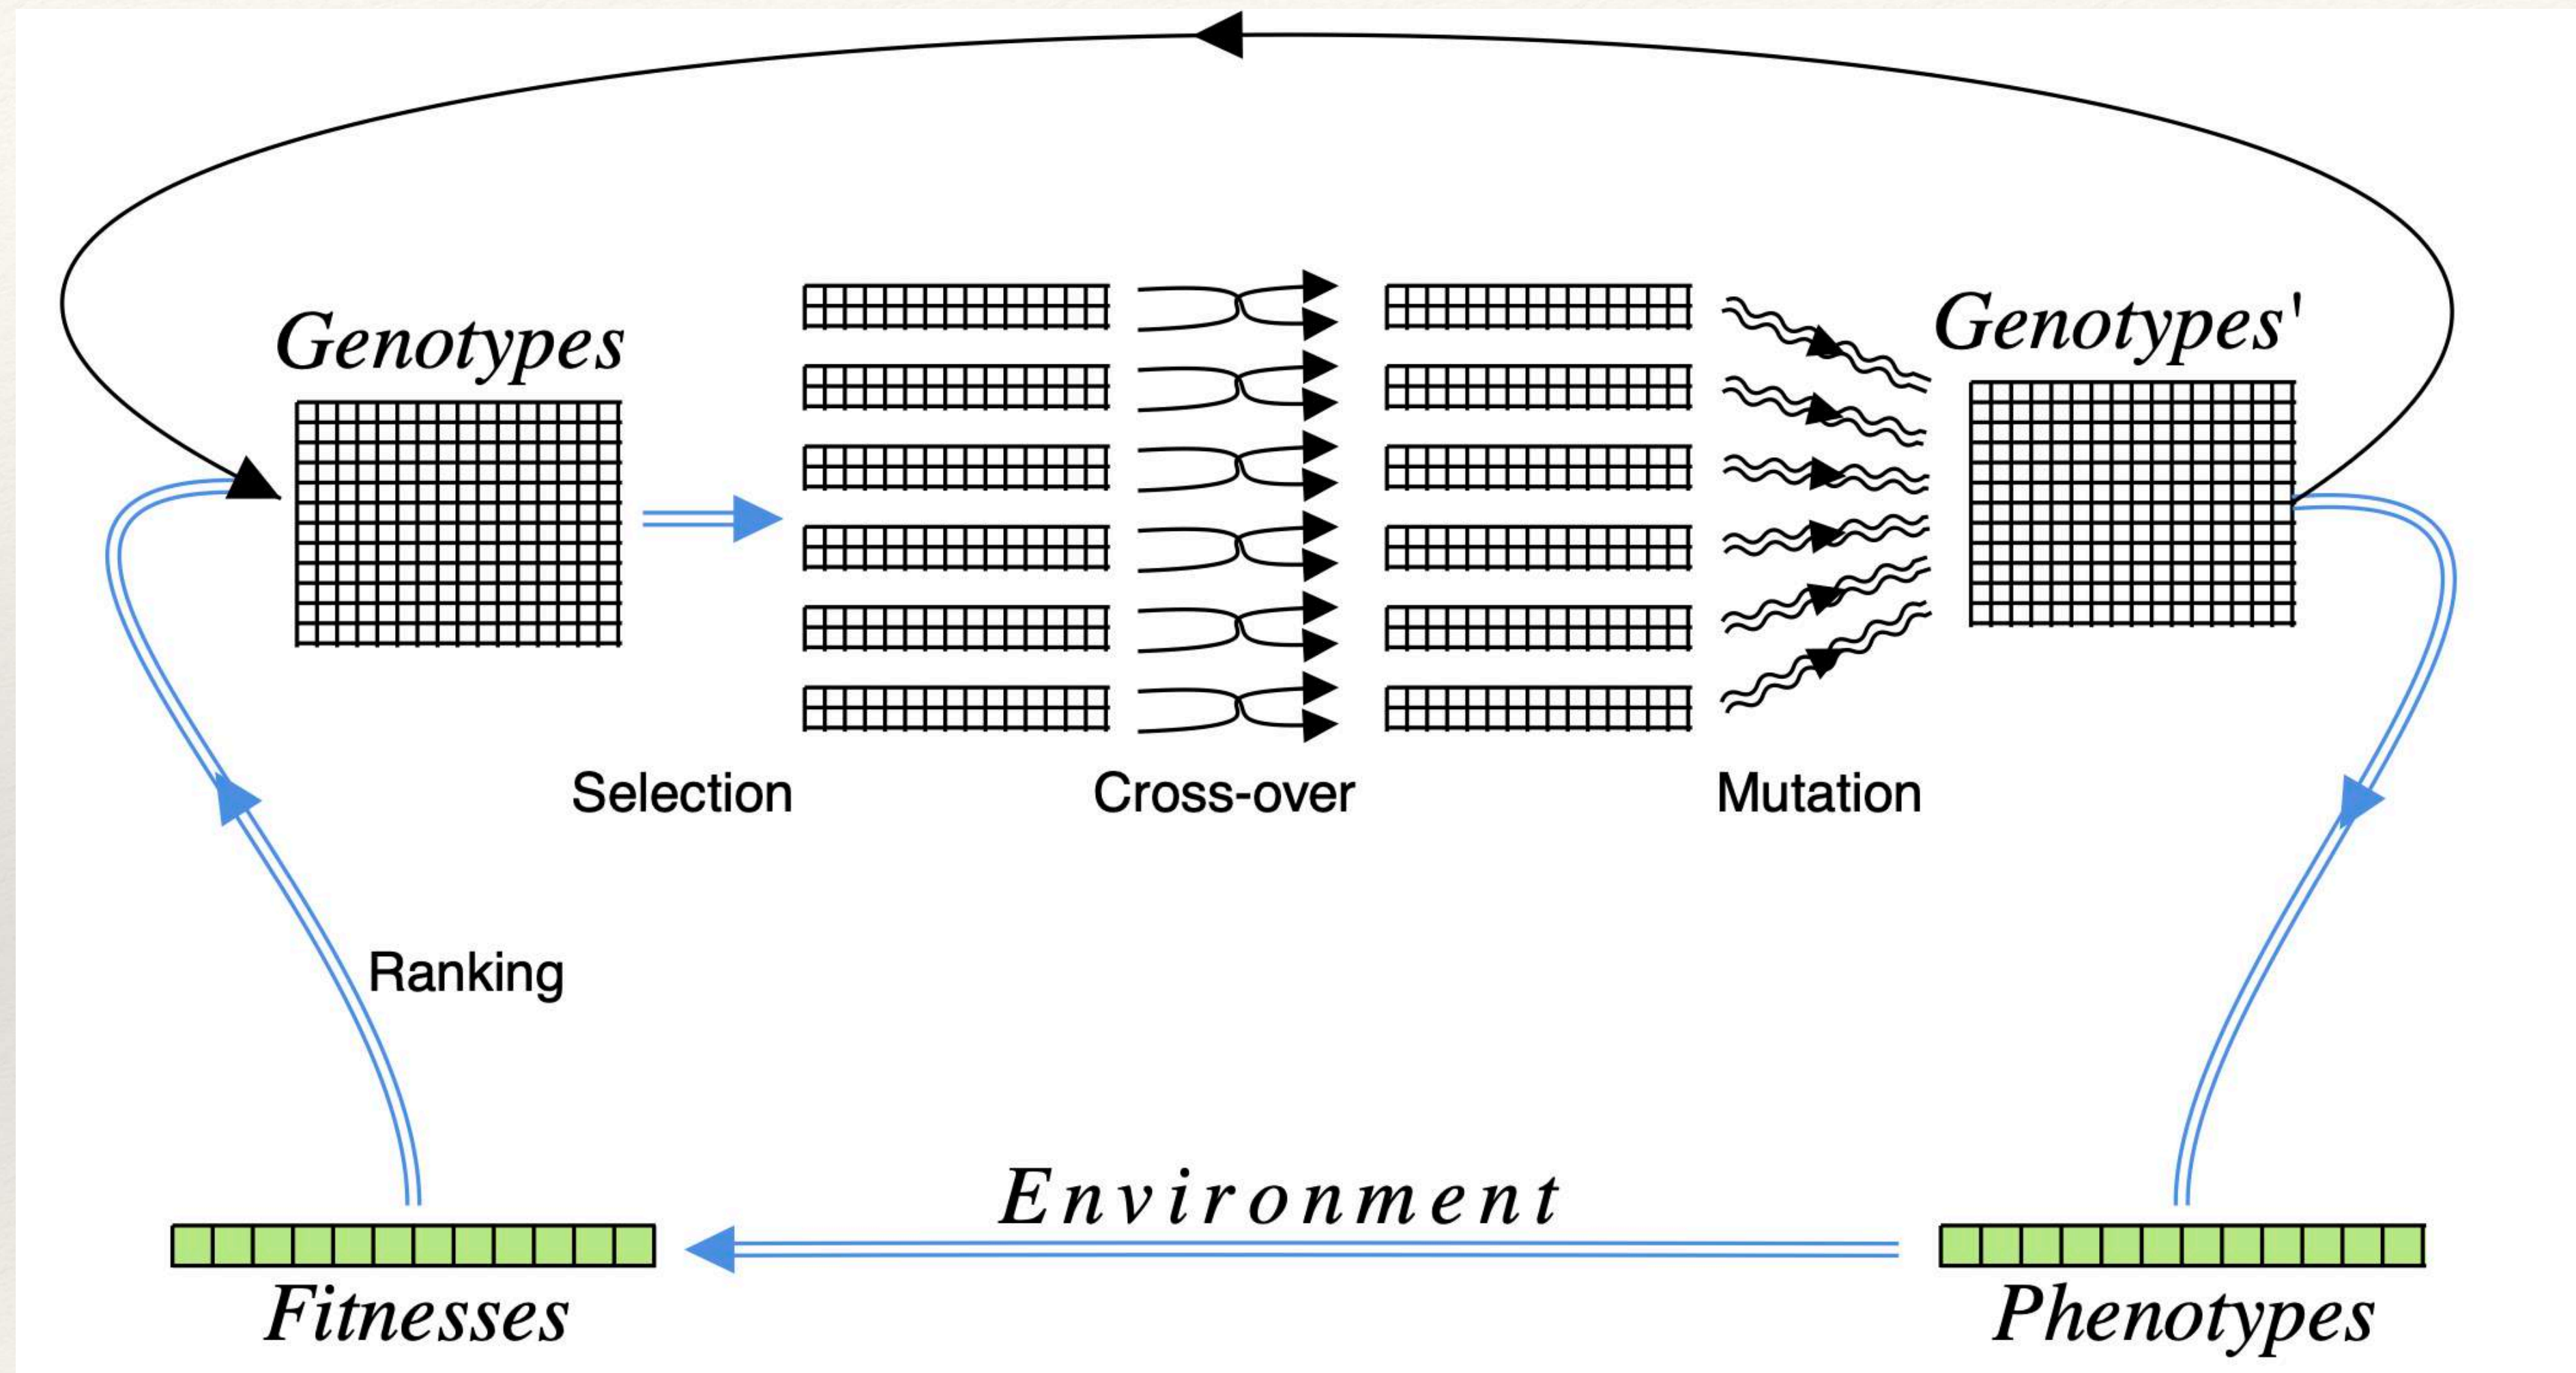 Genotypes
Genotypes'
Selection
Cross-over
Mutation
Ranking
Environment
Fitnesses
Phenotypes